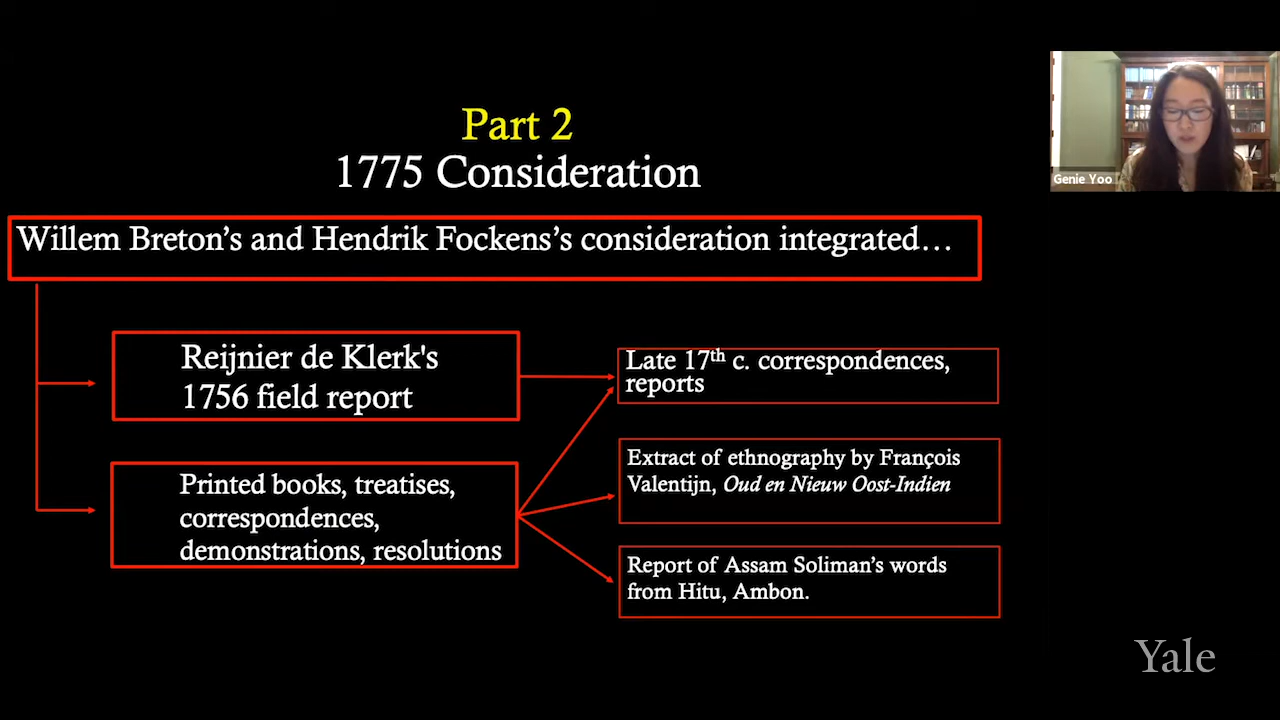 Part 2
1775 Consideration
Willem Breton's and Hendrik Fockens's consideration integrated…
Reijnier de Klerk's
1756 field report
Late 17th c. correspondences,
reports
Printed books, treatises,
correspondences,
demonstrations, resolutions
Extract of ethnography by François
Valentijn, Oud en Nieuw Oost-Indien
Report of Assam Soliman's words
from Hitu, Ambon.
Genie Yoo
Yale